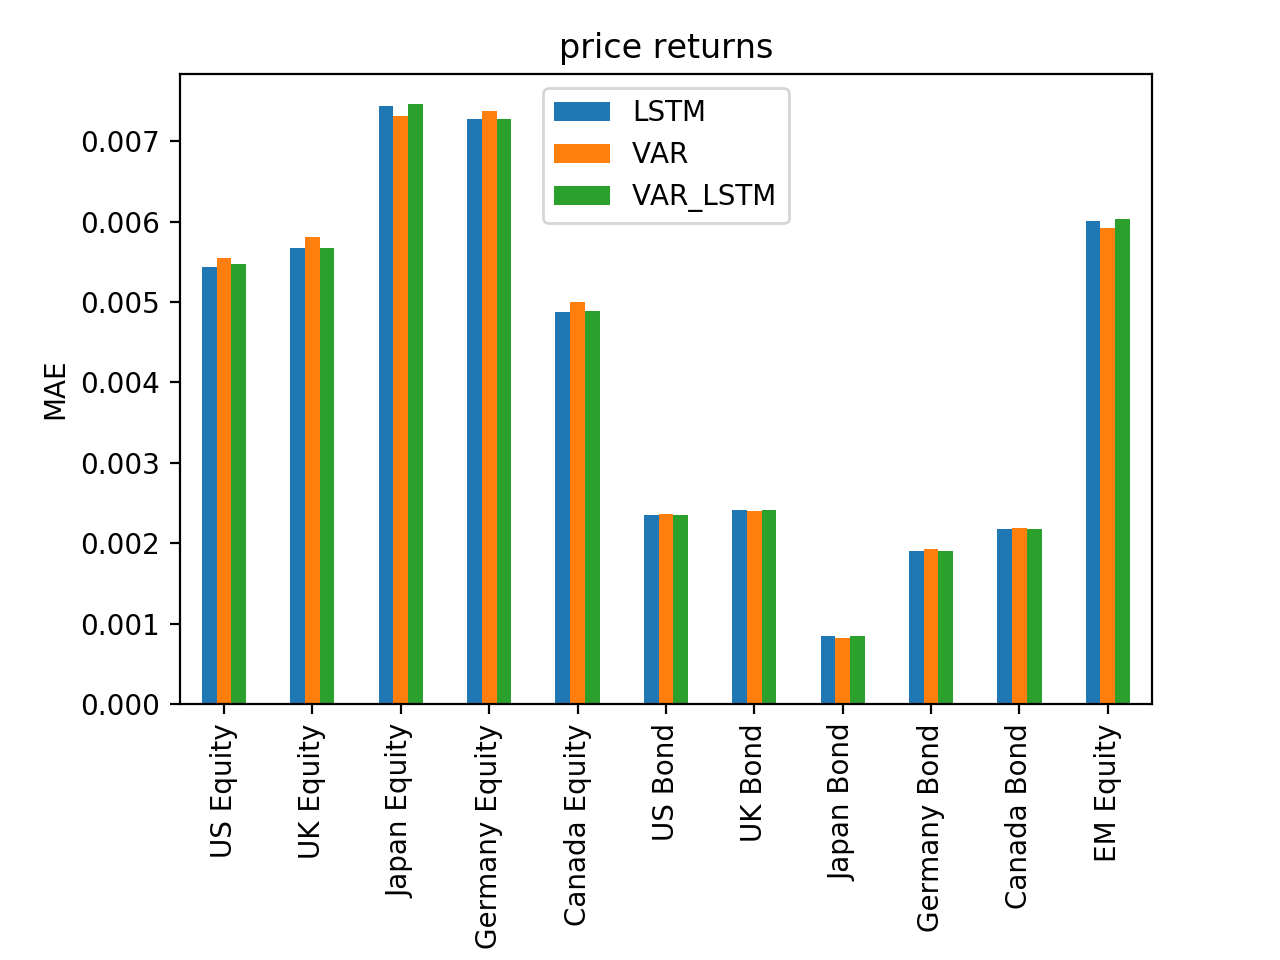 price returns
LSTM
VAR
VAR_LSTM
0.007
0.006
0.005
0.004
0.003
0.002
0.001
0.000
MAE
US Equity
UK Equity
Japan Equity
Germany Equity
Canada Equity
US Bond
UK Bond
Japan Bond
Germany Bond
Canada Bond
EM Equity